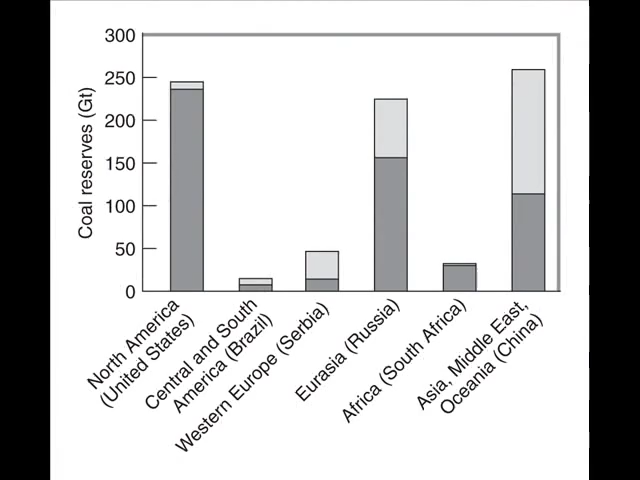 300
250
200
150
100
50
0
Coal reserves (Gt)
North America
(United States)
Central and South
America (Brazil)
Western Europe (Serbia)
Eurasia (Russia)
Africa (South Africa)
Asia, Middle East,
Oceania (China)